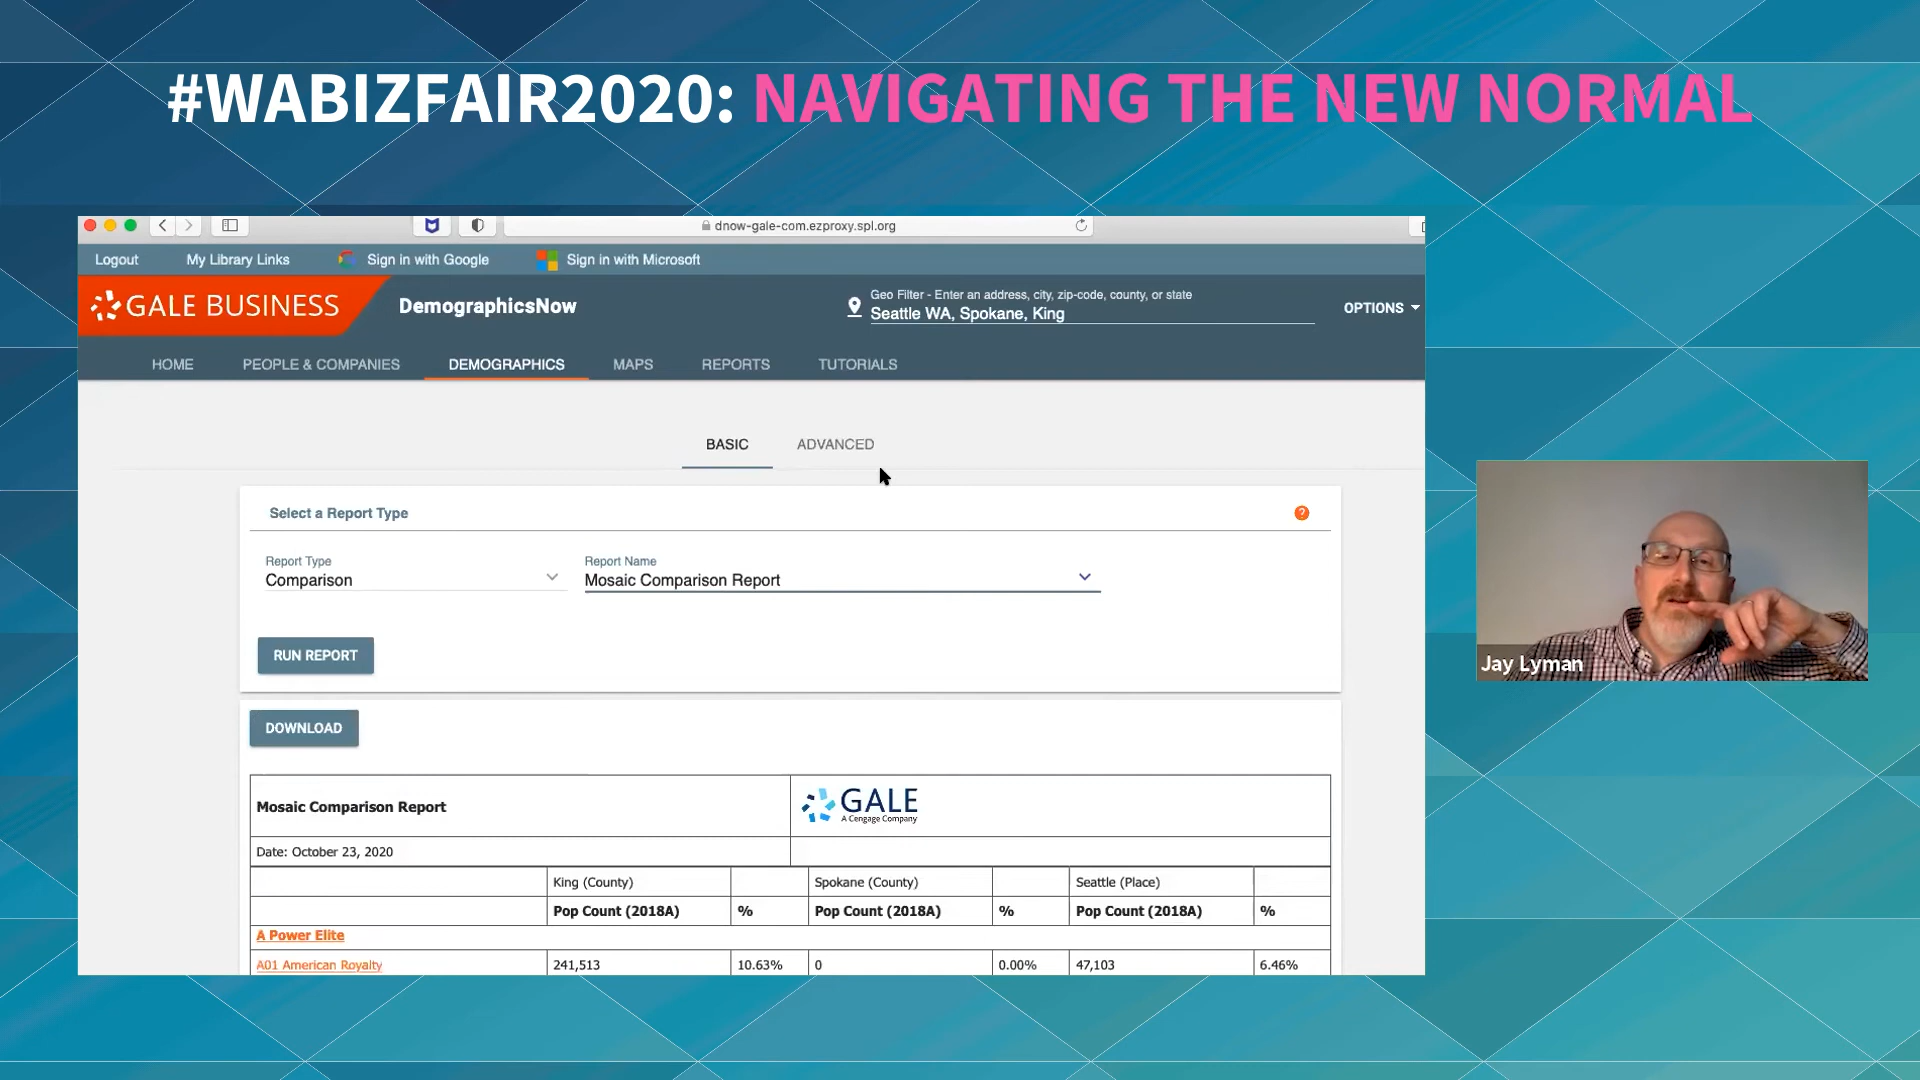 #WABIZFAIR2020: NAVIGATING THE NEW NORMAL
dnow-gale-com.ezproxy.spl.org
Logout My Library Links Sign in with Google Sign in with Microsoft
GALE BUSINESS DemographicsNow
Geo Filter - Enter an address, city, zip-code, county, or state
Seattle WA, Spokane, King
OPTIONS
HOME PEOPLE & COMPANIES DEMOGRAPHICS MAPS REPORTS TUTORIALS
BASIC ADVANCED
Select a Report Type ?
Report Type Report Name
Comparison Mosaic Comparison Report
RUN REPORT
Jay Lyman
DOWNLOAD
Mosaic Comparison Report GALE
A Cengage Company
Date: October 23, 2020
King (County) Spokane (County) Seattle (Place)
Pop Count (2018A) % Pop Count (2018A) % Pop Count (2018A) %
A Power Elite
A01 American Royalty 241,513 10.63% 0 0.00% 47,103 6.46%